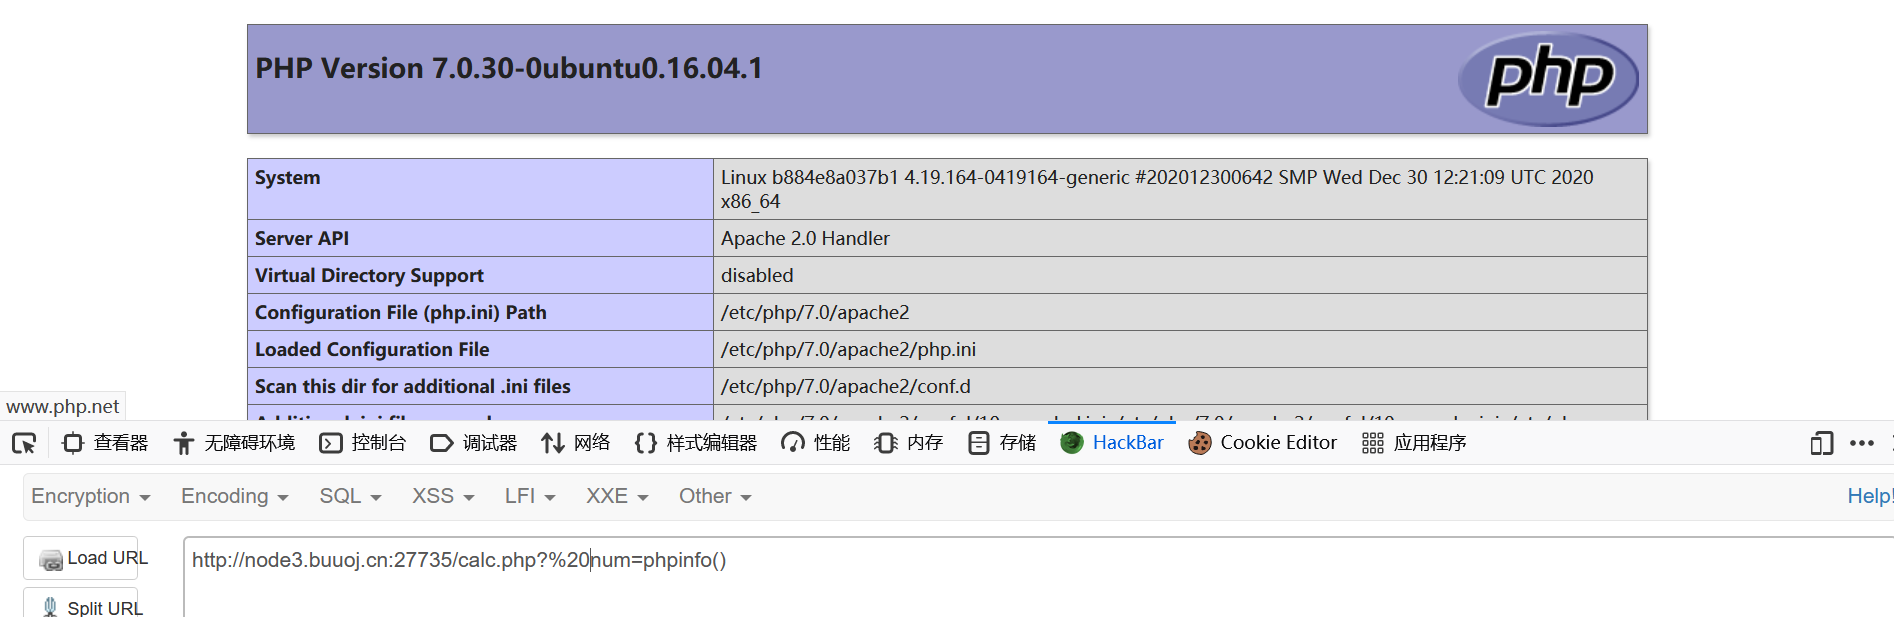 PHP Version 7.0.30-0ubuntu0.16.04.1
php
System
Linux b884e8a037b1 4.19.164-0419164-generic #202012300642 SMP Wed Dec 30 12:21:09 UTC 2020
x86_64
Server API
Apache 2.0 Handler
Virtual Directory Support
disabled
Configuration File (php.ini) Path
/etc/php/7.0/apache2
Loaded Configuration File
/etc/php/7.0/apache2/php.ini
Scan this dir for additional .ini files
/etc/php/7.0/apache2/conf.d
www.php.net
查看器 无障碍环境 控制台 调试器 网络 样式编辑器 性能 内存 存储 HackBar Cookie Editor 应用程序
Encryption Encoding SQL XSS LFI XXE Other Help!
Load URL
http://node3.buuoj.cn:27735/calc.php?%20num=phpinfo()
Split URL